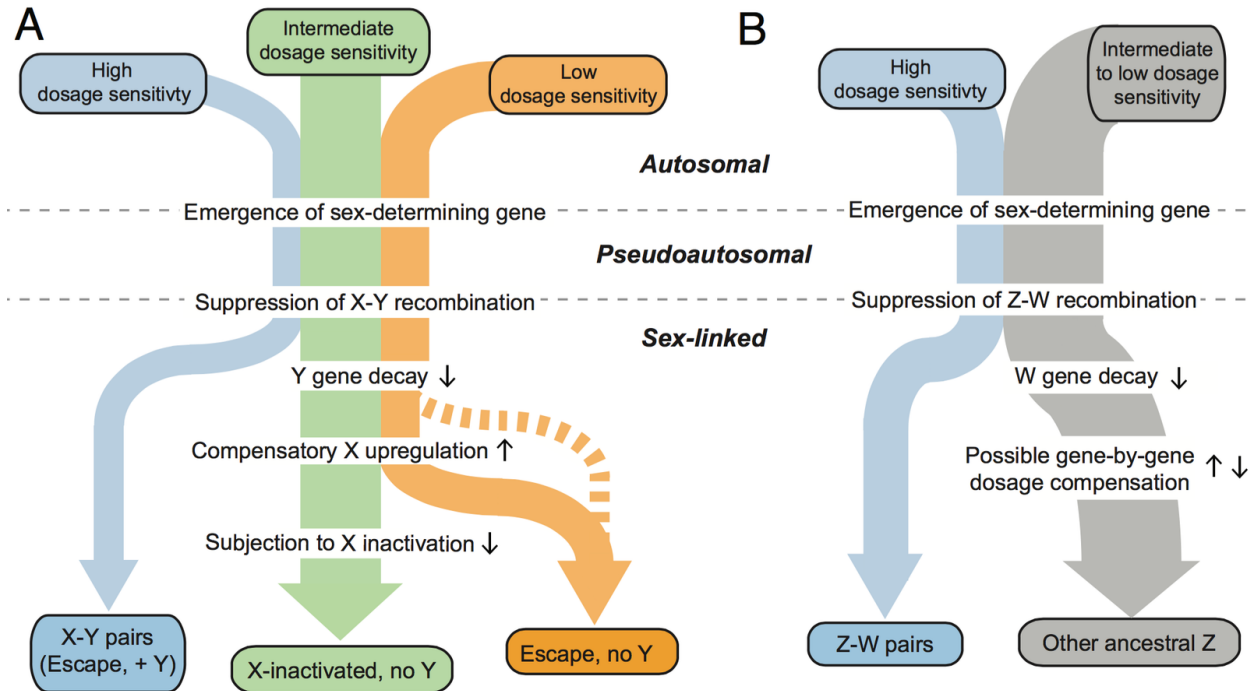 A
High
dosage sensitivty
Intermediate
dosage sensitivity
Low
dosage sensitivity
Autosomal
Emergence of sex-determining gene
Pseudoautosomal
Suppression of X-Y recombination
Sex-linked
Y gene decay ↓
Compensatory X upregulation ↑
Subjection to X inactivation ↓
X-Y pairs
(Escape, + Y)
X-inactivated, no Y
Escape, no Y
B
High
dosage sensitivity
Intermediate
to low dosage
sensitivity
Emergence of sex-determining gene
Suppression of Z-W recombination
W gene decay ↓
Possible gene-by-gene
dosage compensation ↑ ↓
Z-W pairs
Other ancestral Z